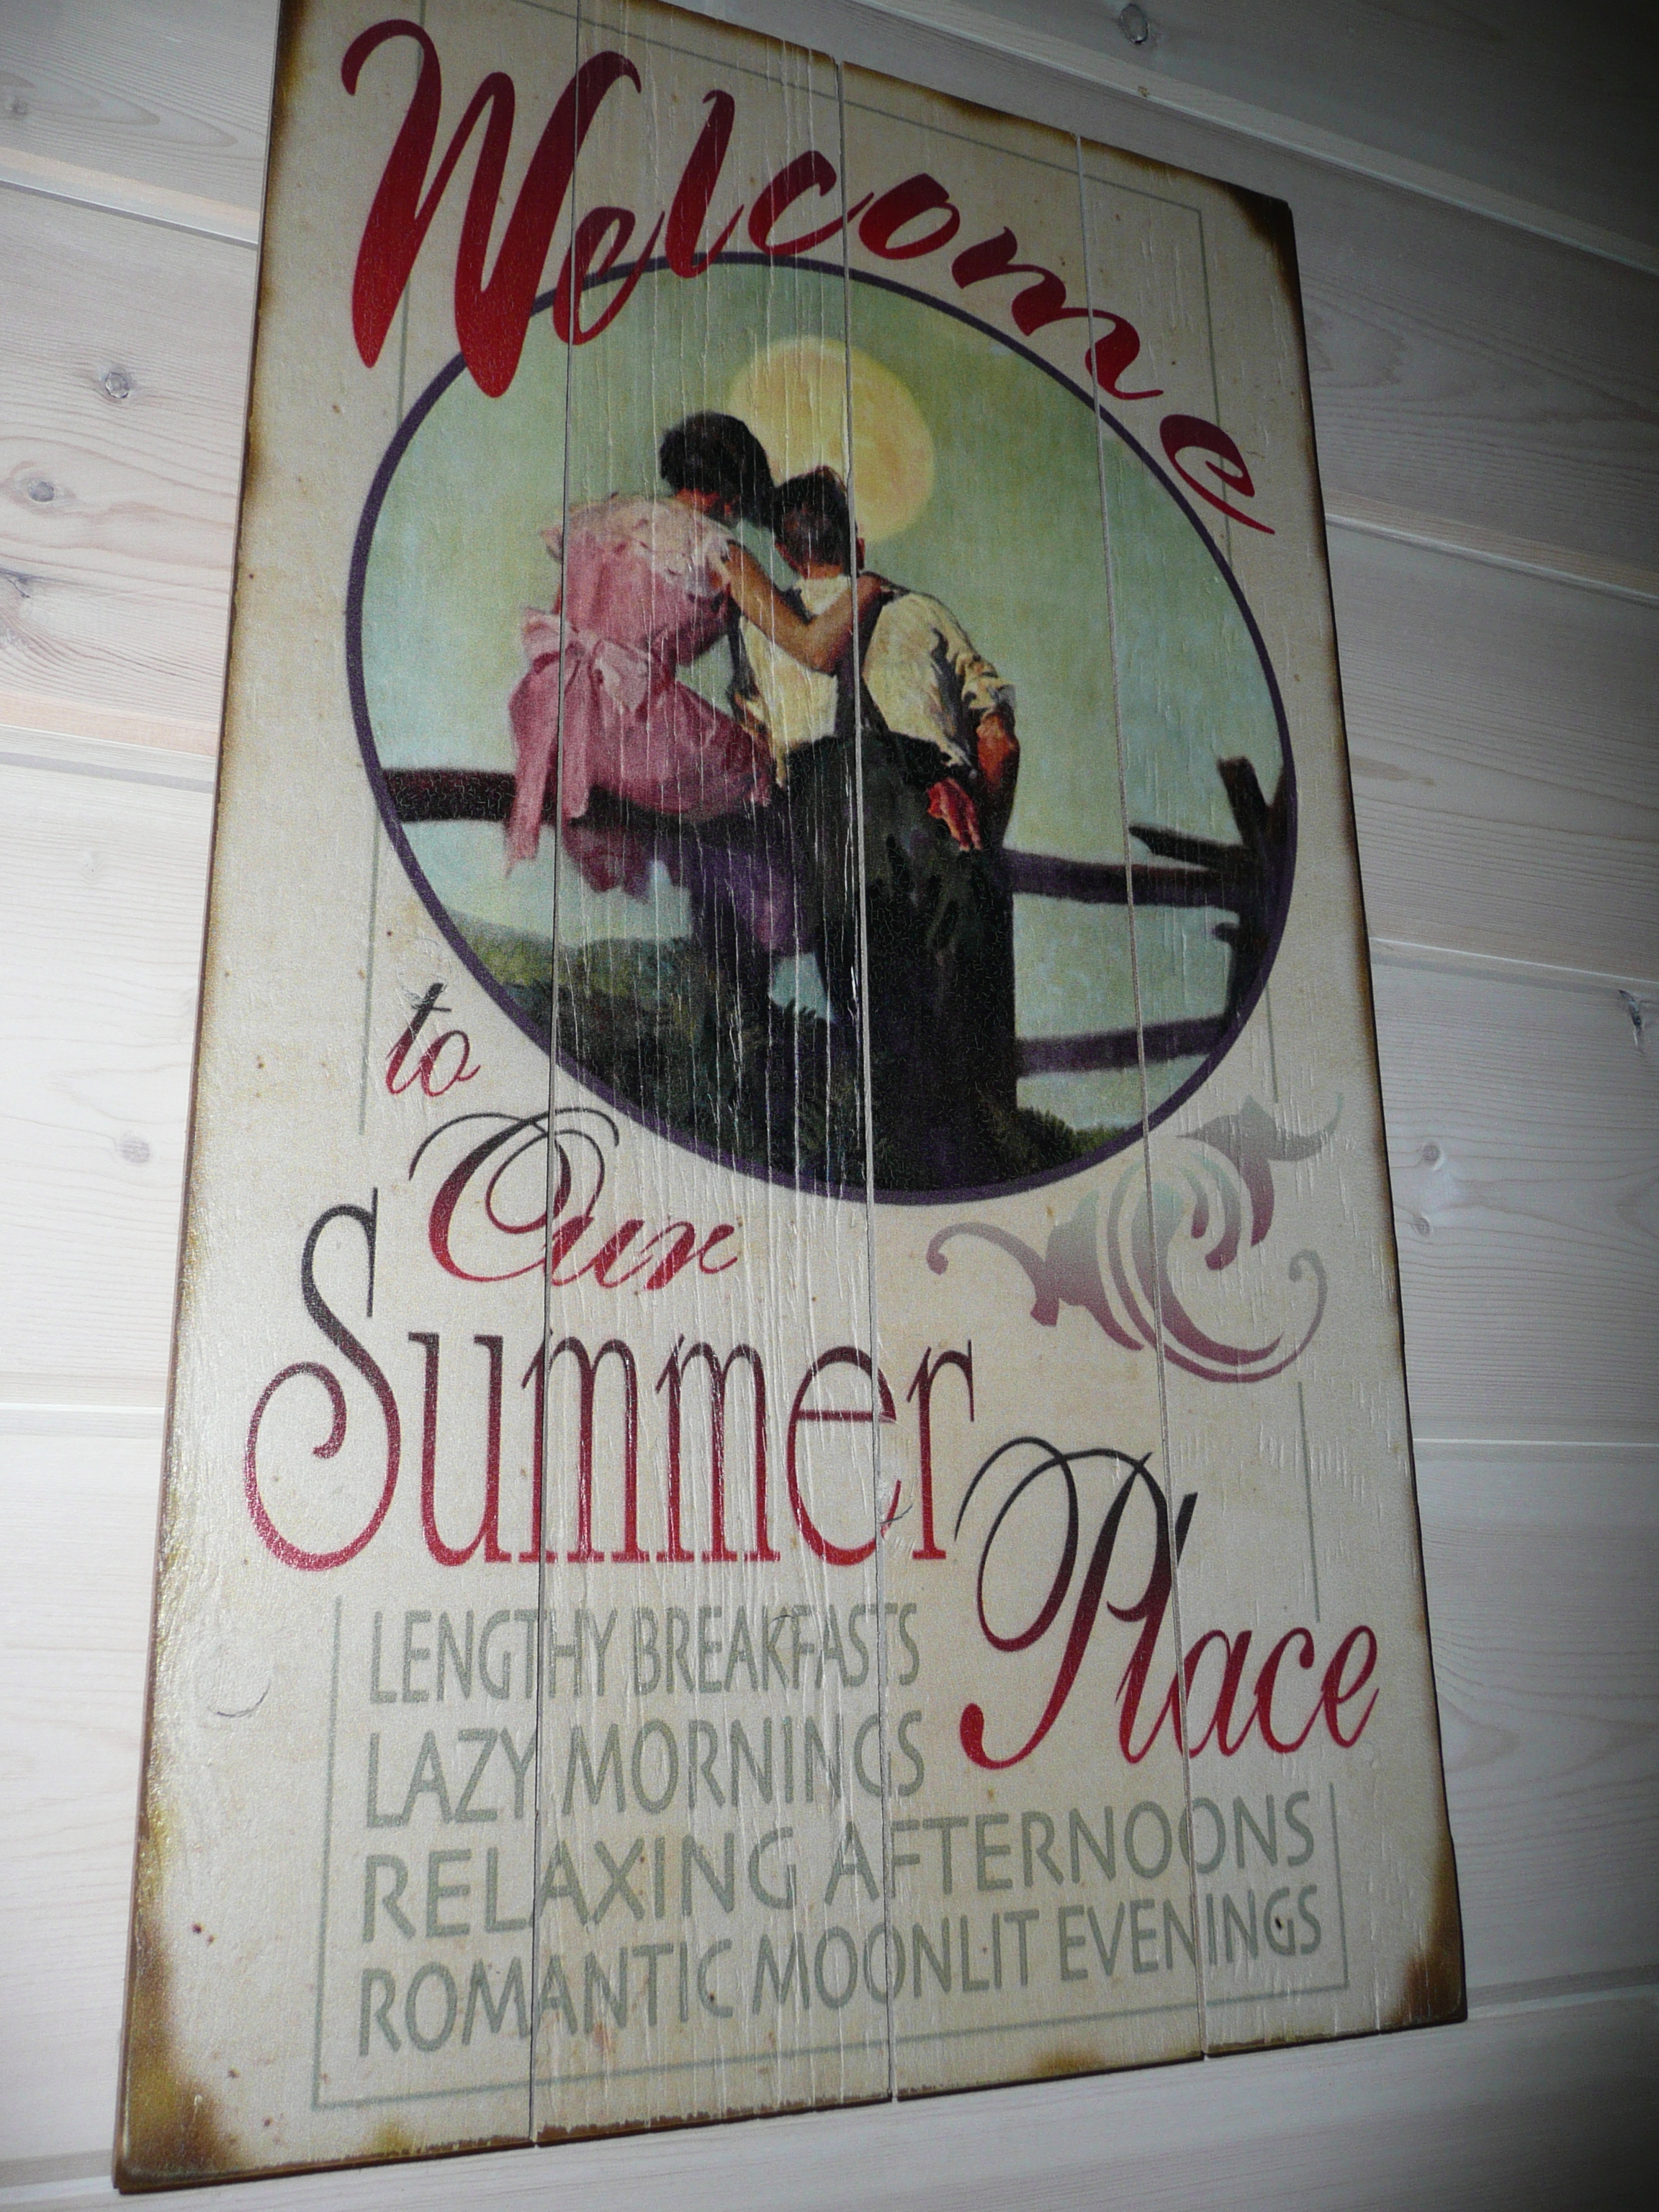 Welcome
to
Our
Summer
Place
LENGTHY BREAKFASTS
LAZY MORNINGS
RELAXING AFTERNOONS
ROMANTIC MOONLIT EVENINGS